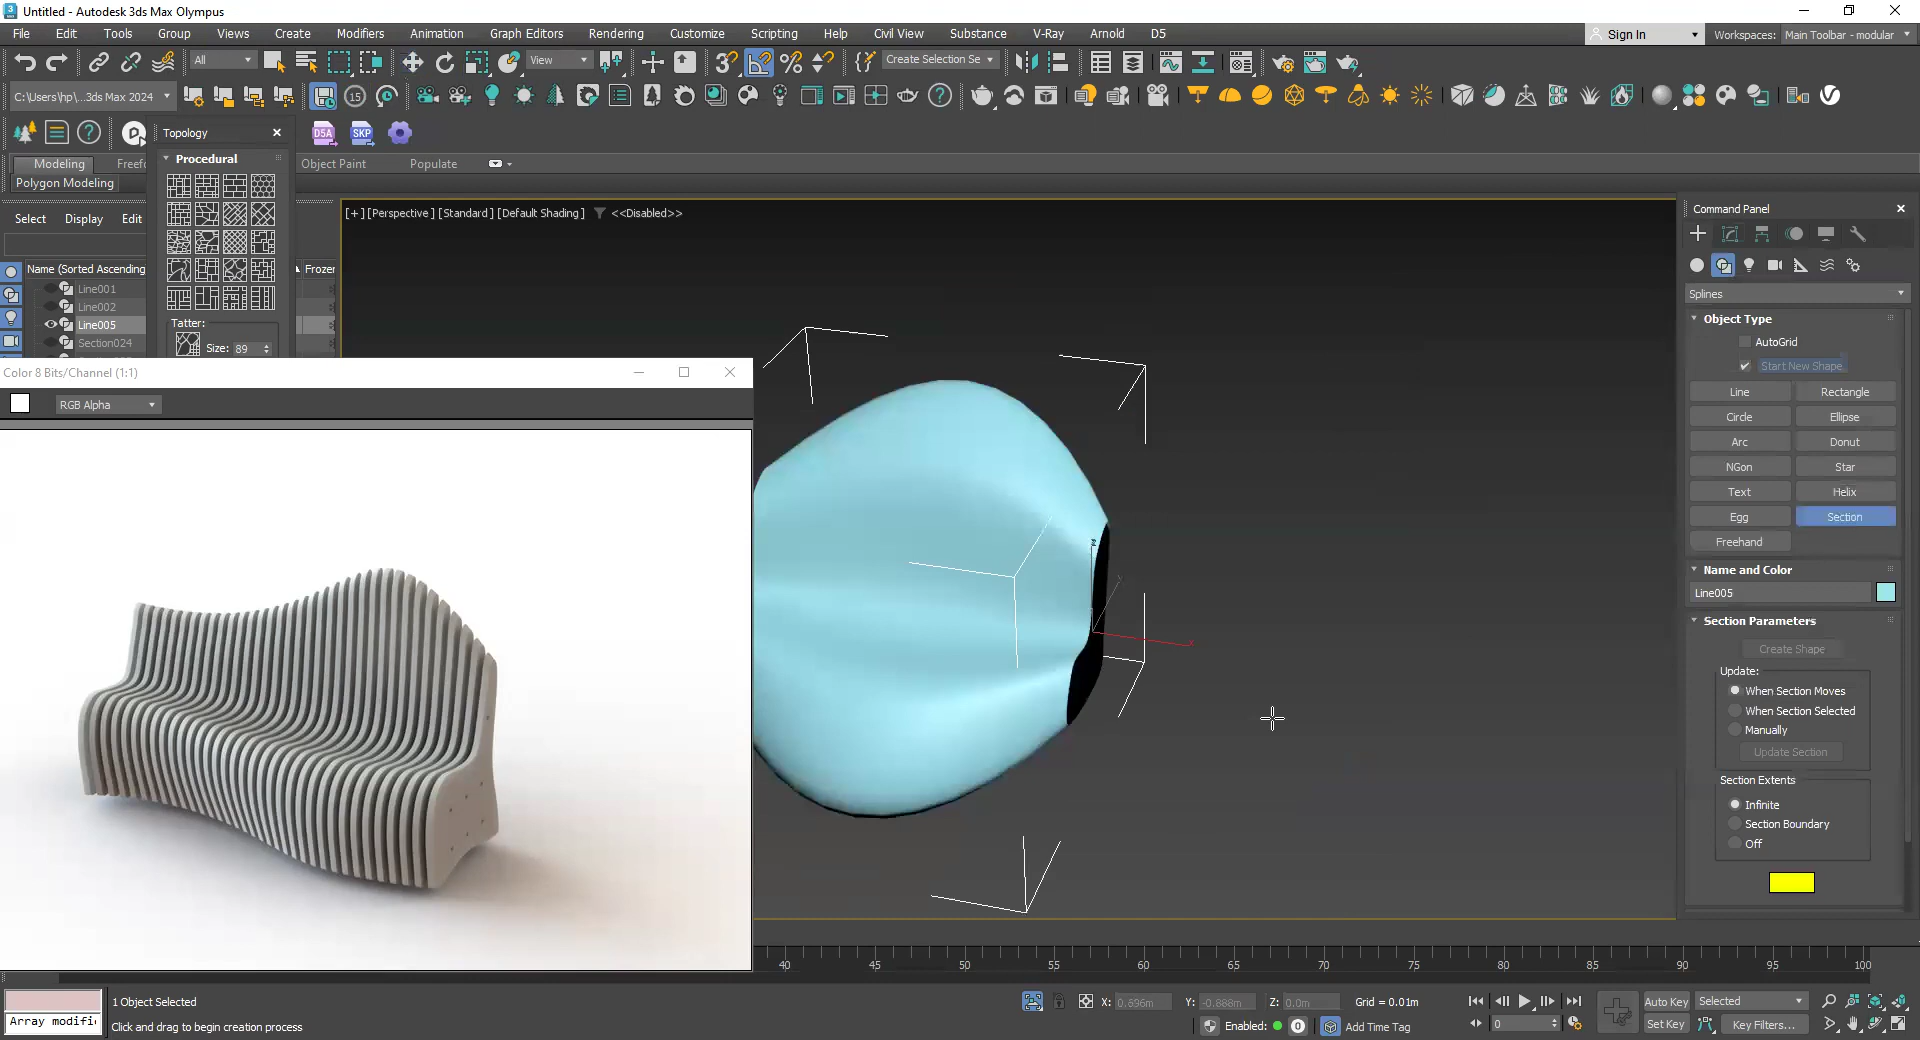 Untitled - Autodesk 3ds Max Olympus
File Edit Tools Group Views Create Modifiers Animation Graph Editors Rendering Customize Scripting Help Civil View Substance V-Ray Arnold D5 Sign In Workspaces: Main Toolbar - modular
All View Create Selection Se
C:\Users\hp\...3ds Max 2024 15
Topology D5A SKP
Modeling Freef Object Paint Populate
Procedural
Polygon Modeling
Select Display Edit
[+] [Perspective] [Standard] [Default Shading] <<Disabled>>
Command Panel
Name (Sorted Ascending Frozen
Line001
Line002
Line005
Section024
Tatter:
Size: 89
Color 8 Bits/Channel (1:1)
RGB Alpha
Splines
Object Type
AutoGrid
Start New Shape
Line Rectangle
Circle Ellipse
Arc Donut
NGon Star
Text Helix
Egg Section
Freehand
Name and Color
Line005
Section Parameters
Create Shape
Update:
When Section Moves
When Section Selected
Manually
Update Section
Section Extents
Infinite
Section Boundary
Off
x
40 45 50 55 60 65 70 75 80 85 90 95 100
1 Object Selected X: 0.696m Y: -0.888m Z: 0.0m Grid = 0.01m Auto Key Selected
Array modifi Click and drag to begin creation process Enabled: 0 Add Time Tag 0 Set Key Key Filters...